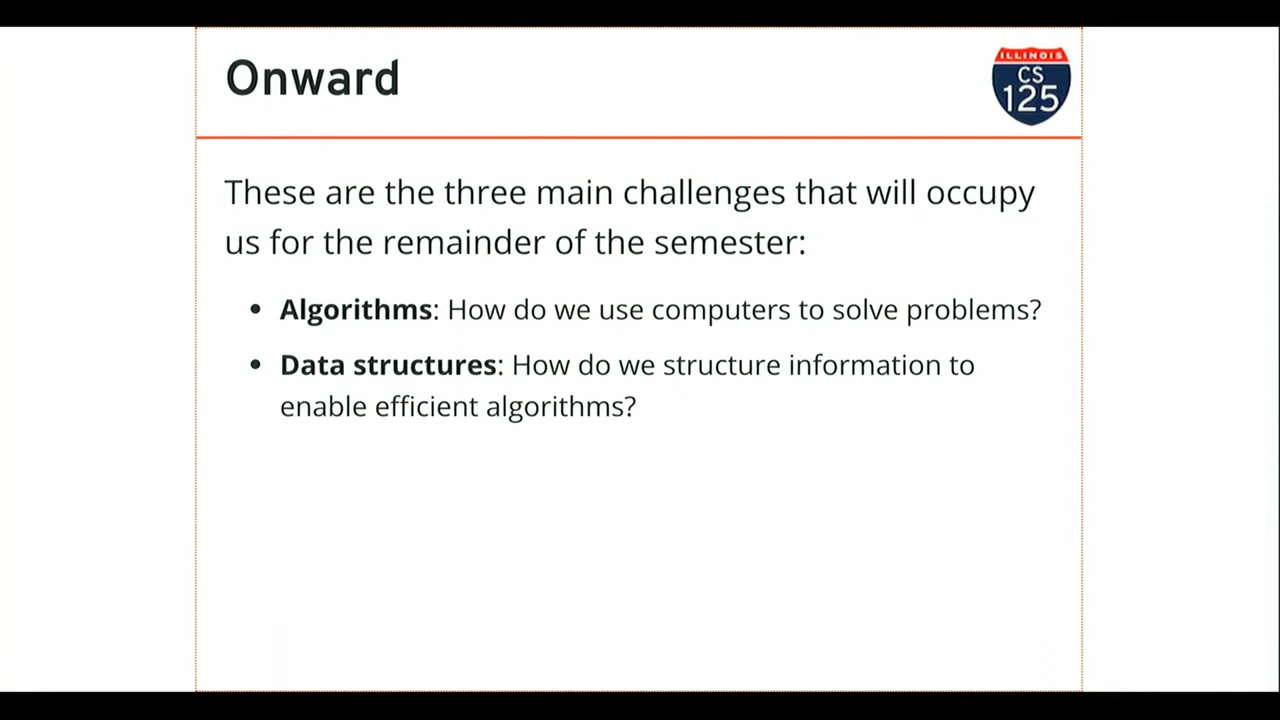 Onward
ILLINOIS
CS
125
These are the three main challenges that will occupy
us for the remainder of the semester:
• Algorithms: How do we use computers to solve problems?
• Data structures: How do we structure information to
enable efficient algorithms?